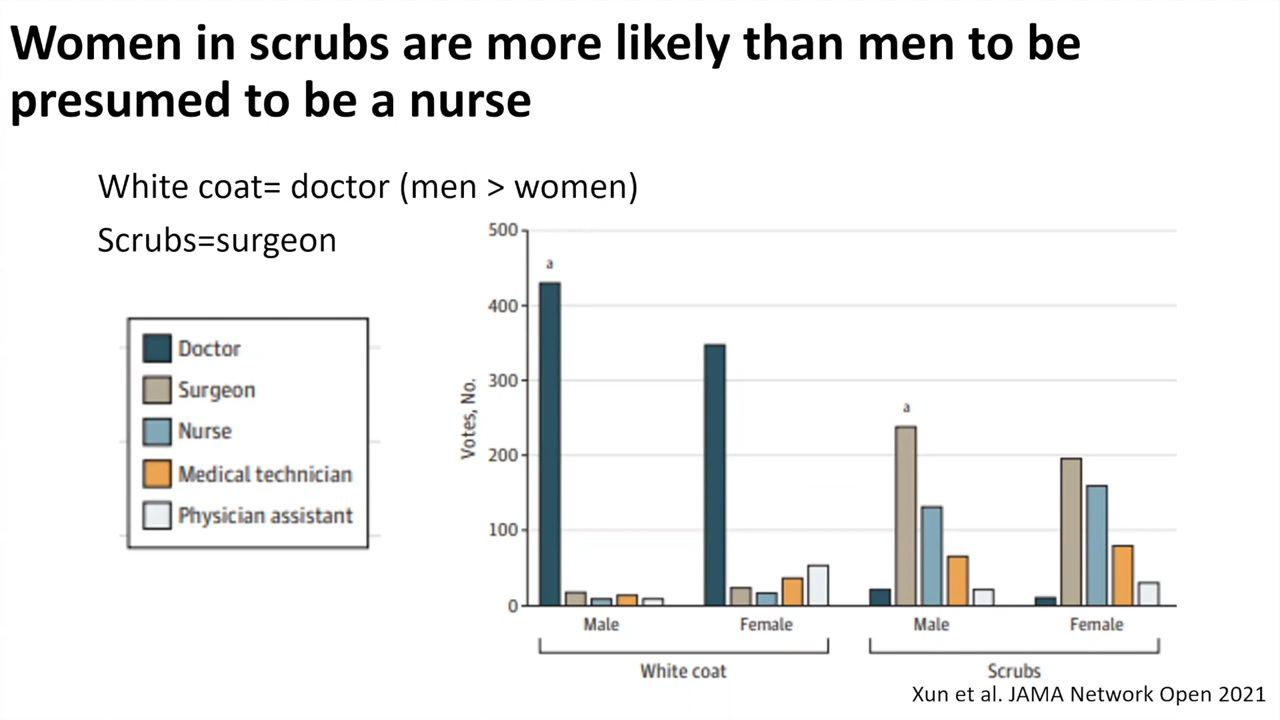 Women in scrubs are more likely than men to be
presumed to be a nurse
White coat= doctor (men > women)
Scrubs=surgeon
Doctor
Surgeon
Nurse
Medical technician
Physician assistant
Votes, No.
500
400
300
200
100
0
a
a
Male
Female
Male
Female
White coat
Scrubs
Xun et al. JAMA Network Open 2021